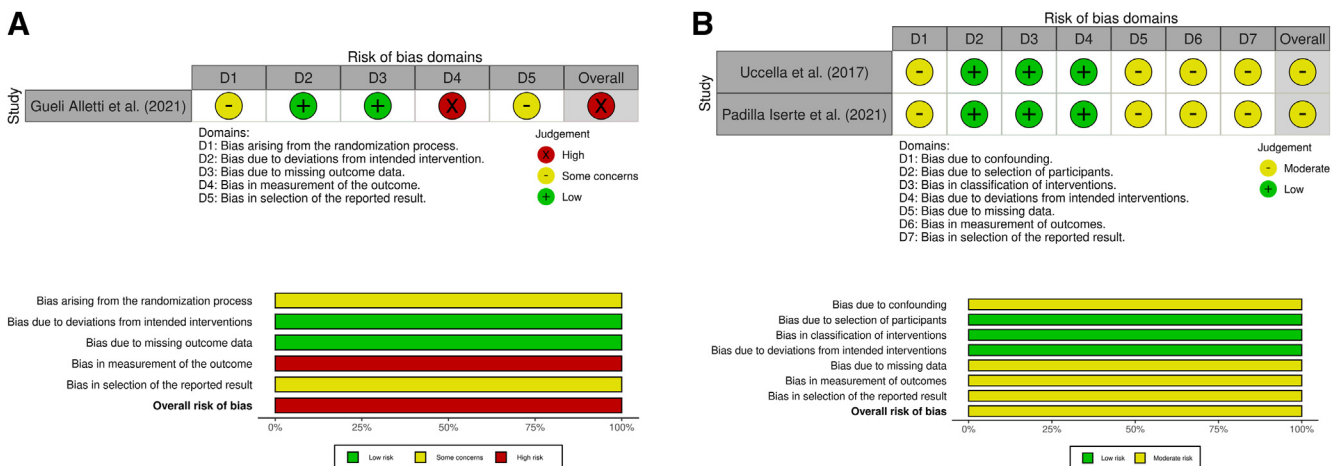 A
Risk of bias domains
D1 D2 D3 D4 D5 Overall
Study
Gueli Alletti et al. (2021) - + + X - X
Domains:
D1: Bias arising from the randomization process.
D2: Bias due to deviations from intended intervention.
D3: Bias due to missing outcome data.
D4: Bias in measurement of the outcome.
D5: Bias in selection of the reported result.
Judgement
X High
- Some concerns
+ Low
Bias arising from the randomization process
Bias due to deviations from intended interventions
Bias due to missing outcome data
Bias in measurement of the outcome
Bias in selection of the reported result
Overall risk of bias
0% 25% 50% 75% 100%
Low risk Some concerns High risk
B
Risk of bias domains
D1 D2 D3 D4 D5 D6 D7 Overall
Study
Uccella et al. (2017) - + + + - - - -
Padilla Iserte et al. (2021) - + + + - - - -
Domains:
D1: Bias due to confounding.
D2: Bias due to selection of participants.
D3: Bias in classification of interventions.
D4: Bias due to deviations from intended interventions.
D5: Bias due to missing data.
D6: Bias in measurement of outcomes.
D7: Bias in selection of the reported result.
Judgement
- Moderate
+ Low
Bias due to confounding
Bias due to selection of participants
Bias in classification of interventions
Bias due to deviations from intended interventions
Bias due to missing data
Bias in measurement of outcomes
Bias in selection of the reported result
Overall risk of bias
0% 25% 50% 75% 100%
Low risk Moderate risk